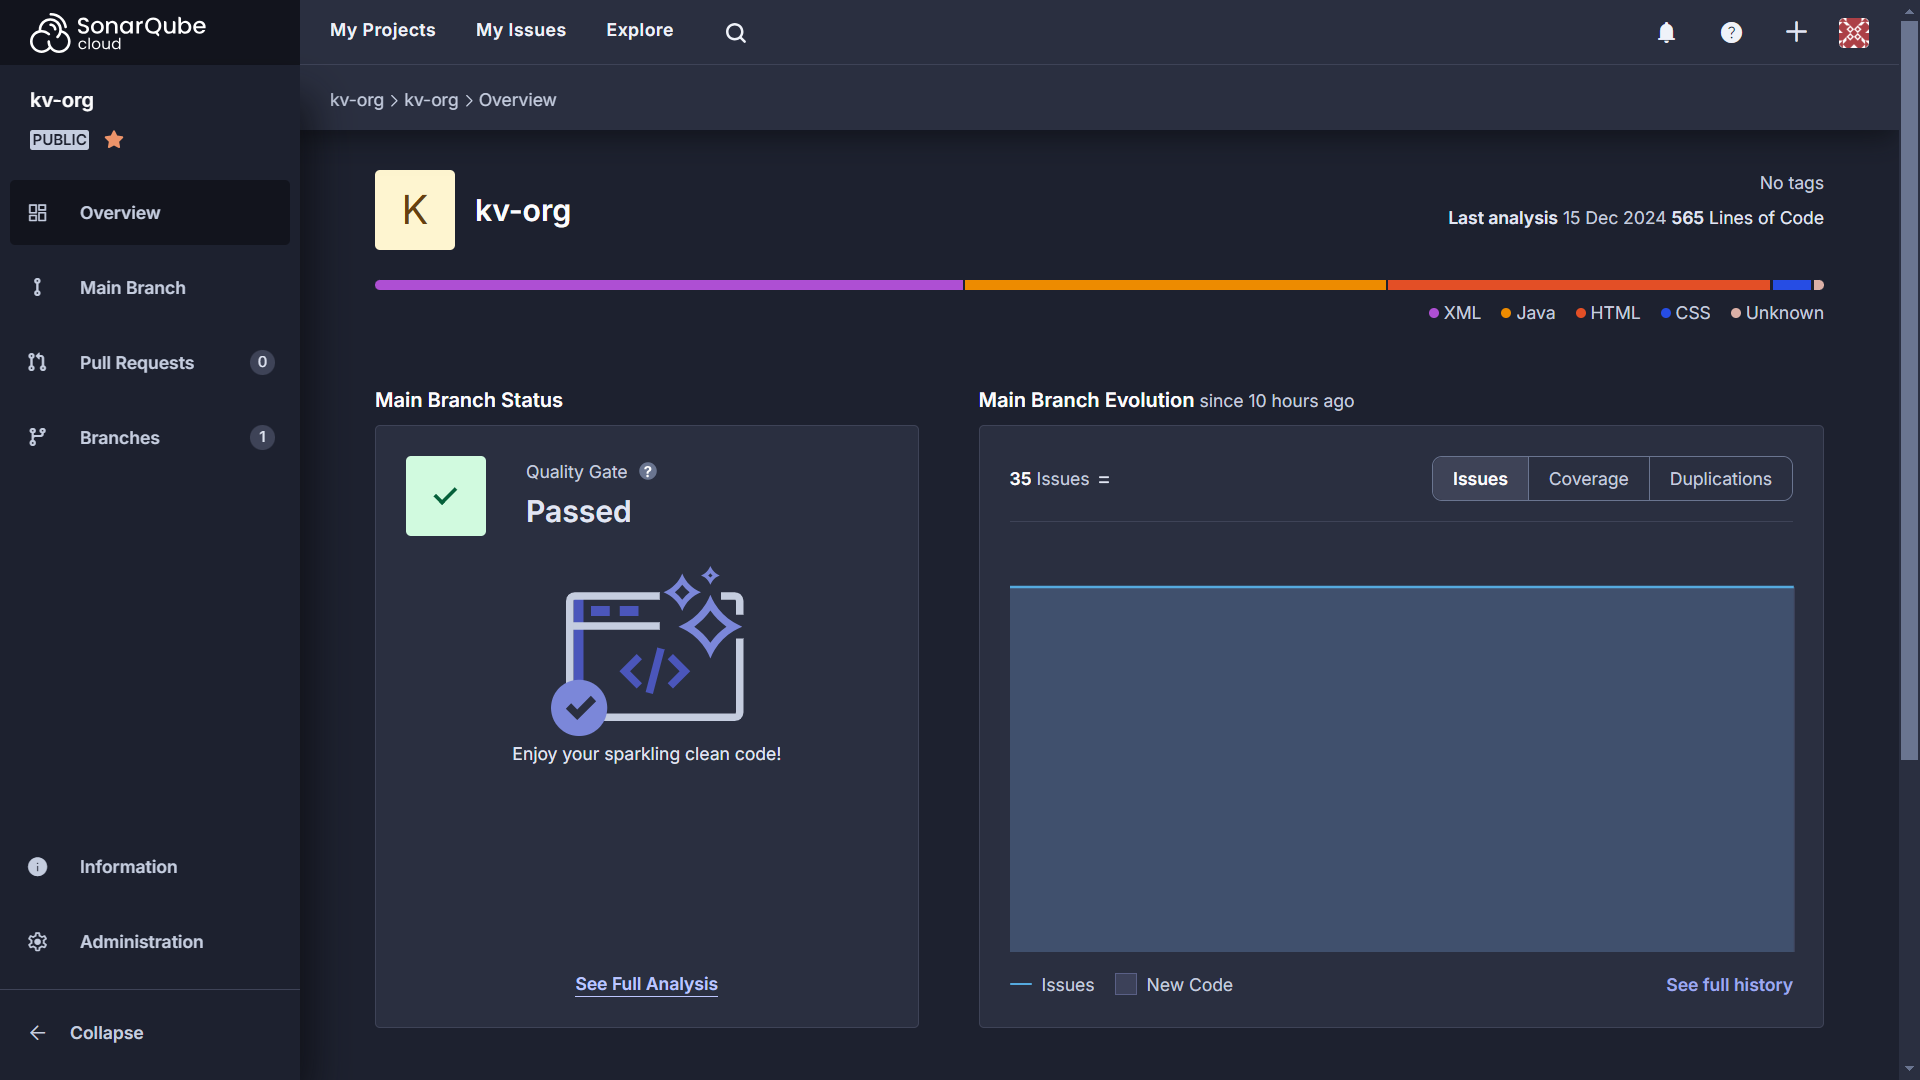 SonarQube
cloud
My Projects
My Issues
Explore
kv-org
PUBLIC
kv-org
kv-org
Overview
Overview
Main Branch
Pull Requests
0
Branches
1
Information
Administration
Collapse
K
kv-org
No tags
Last analysis 15 Dec 2024 565 Lines of Code
XML
Java
HTML
CSS
Unknown
Main Branch Status
Quality Gate ?
Passed
Enjoy your sparkling clean code!
See Full Analysis
Main Branch Evolution since 10 hours ago
35 Issues =
Issues
Coverage
Duplications
Issues
New Code
See full history